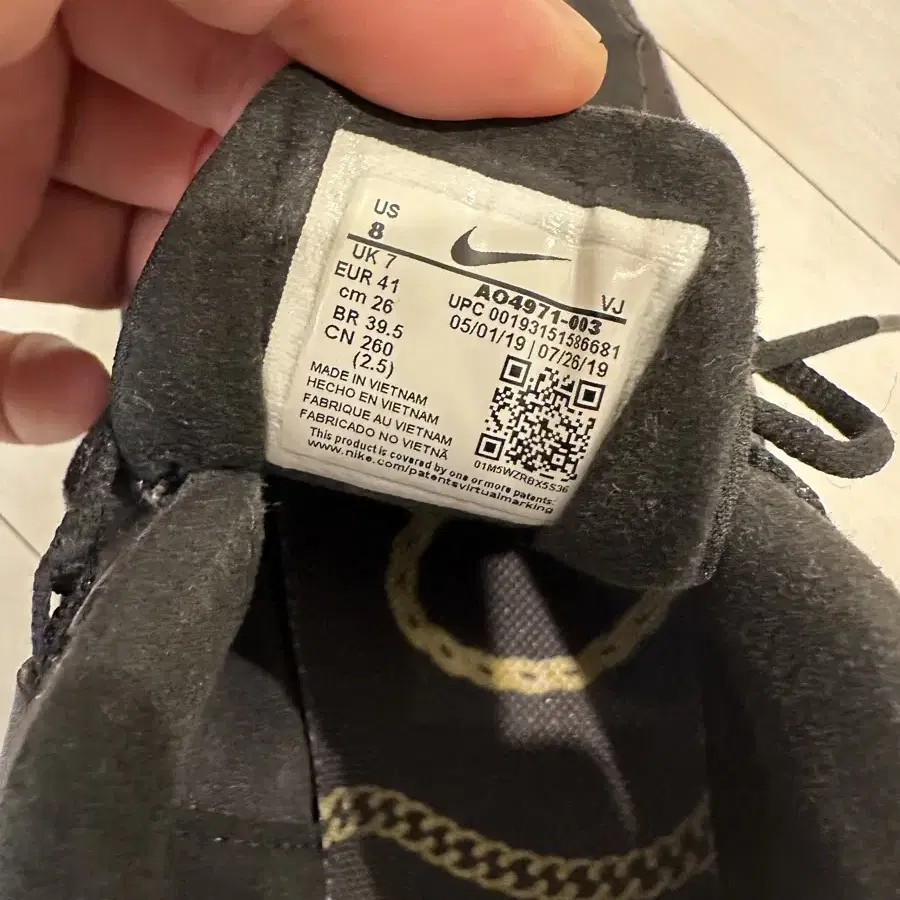 US
8
UK 7
EUR 41
cm 26
BR 39.5
CN 260
(2.5)
VJ
AO4971-003
UPC 00193151586681
05/01/19 | 07/26/19
MADE IN VIETNAM
HECHO EN VIETNAM
FABRIQUE AU VIETNAM
FABRICADO NO VIETNÃ
01M5WZRBX5S36
This product is covered by one or more patents:
www.nike.com/patentsvirtualmarking